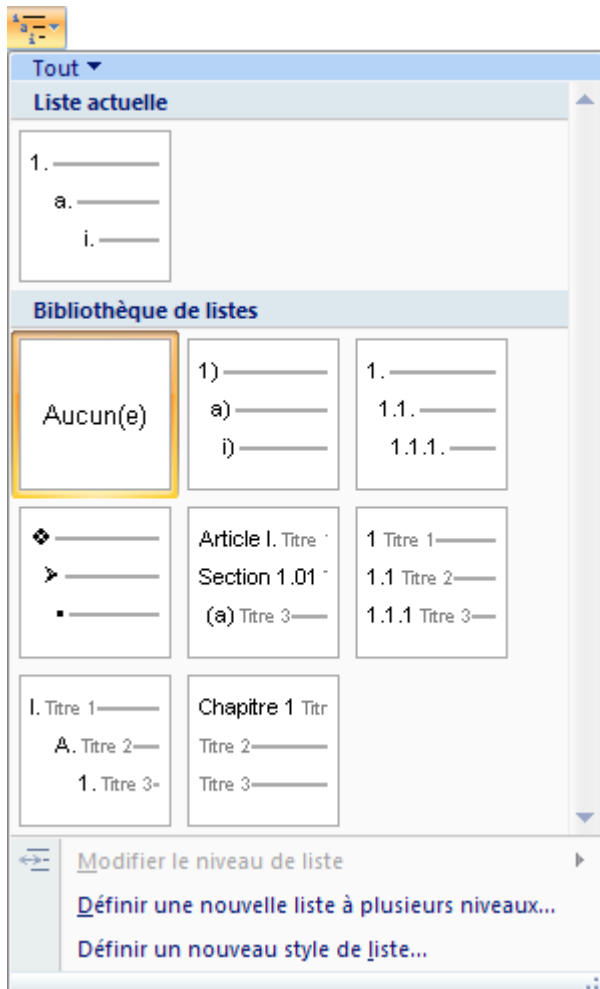 Tout
Liste actuelle
1.
a.
i.
Bibliothèque de listes
Aucun(e)
1)
a)
i)
1.
1.1.
1.1.1.
Article I. Titre
Section 1.01
(a) Titre 3
1 Titre 1
1.1 Titre 2
1.1.1 Titre 3
I. Titre 1
A. Titre 2
1. Titre 3
Chapitre 1 Titr
Titre 2
Titre 3
Modifier le niveau de liste
Définir une nouvelle liste à plusieurs niveaux...
Définir un nouveau style de liste...